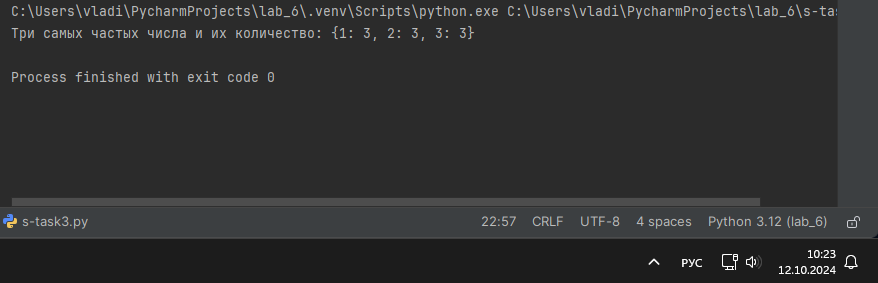 C:\Users\vladi\PycharmProjects\lab_6\.venv\Scripts\python.exe C:\Users\vladi\PycharmProjects\lab_6\s-ta
Три самых частых числа и их количество: {1: 3, 2: 3, 3: 3}
Process finished with exit code 0
s-task3.py 22:57 CRLF UTF-8 4 spaces Python 3.12 (lab_6)
РУС 10:23
12.10.2024